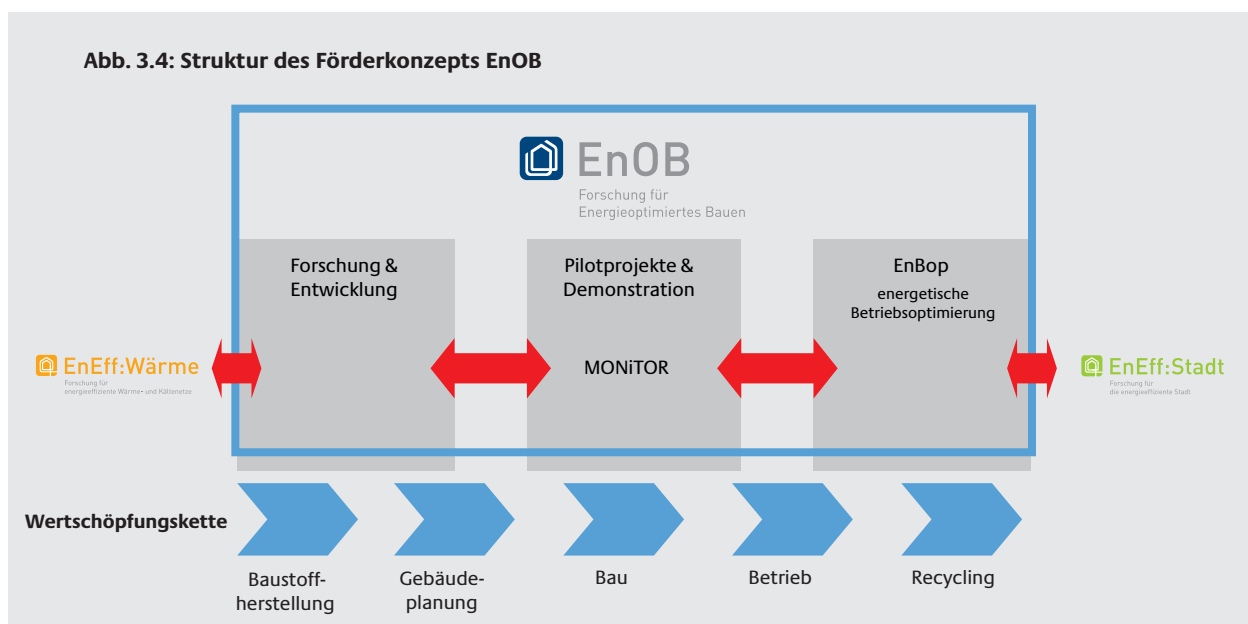 Abb. 3.4: Struktur des Förderkonzepts EnOB
EnOB
Forschung für
Energieoptimiertes Bauen
Forschung &
Entwicklung
Pilotprojekte &
Demonstration
MONiTOR
EnBop
energetische
Betriebsoptimierung
EnEff:Wärme
Forschung für
energieeffiziente Wärme- und Kältenetze
EnEff:Stadt
Forschung für
die energieeffiziente Stadt
Wertschöpfungskette
Baustoff-
herstellung
Gebäude-
planung
Bau
Betrieb
Recycling